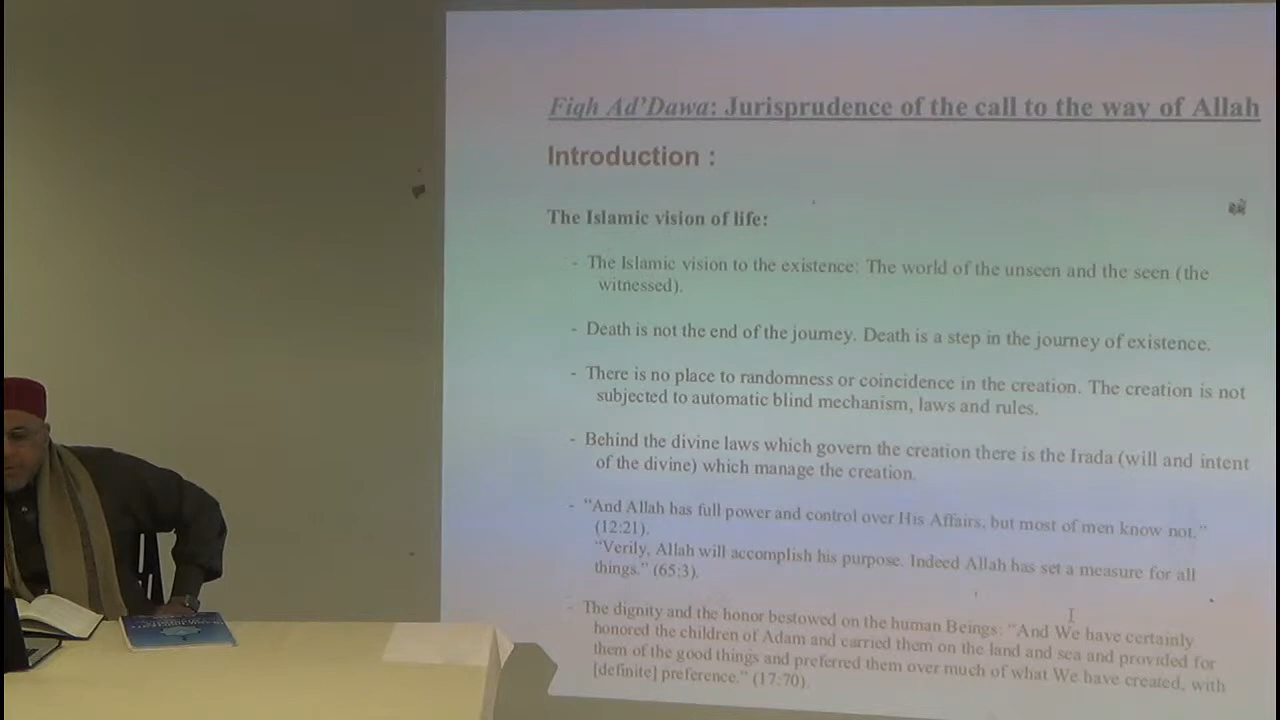 Fiqh Ad'Dawa: Jurisprudence of the call to the way of Allah
Introduction :
The Islamic vision of life:
- The Islamic vision to the existence: The world of the unseen and the seen (the
witnessed).
- Death is not the end of the journey. Death is a step in the journey of existence.
- There is no place to randomness or coincidence in the creation. The creation is not
subjected to automatic blind mechanism, laws and rules.
- Behind the divine laws which govern the creation there is the Irada (will and intent
of the divine) which manage the creation.
- "And Allah has full power and control over His Affairs, but most of men know not."
(12:21).
"Verily, Allah will accomplish his purpose. Indeed Allah has set a measure for all
things." (65:3).
- The dignity and the honor bestowed on the human Beings: "And We have certainly
honored the children of Adam and carried them on the land and sea and provided for
them of the good things and preferred them over much of what We have created, with
[definite] preference." (17:70).